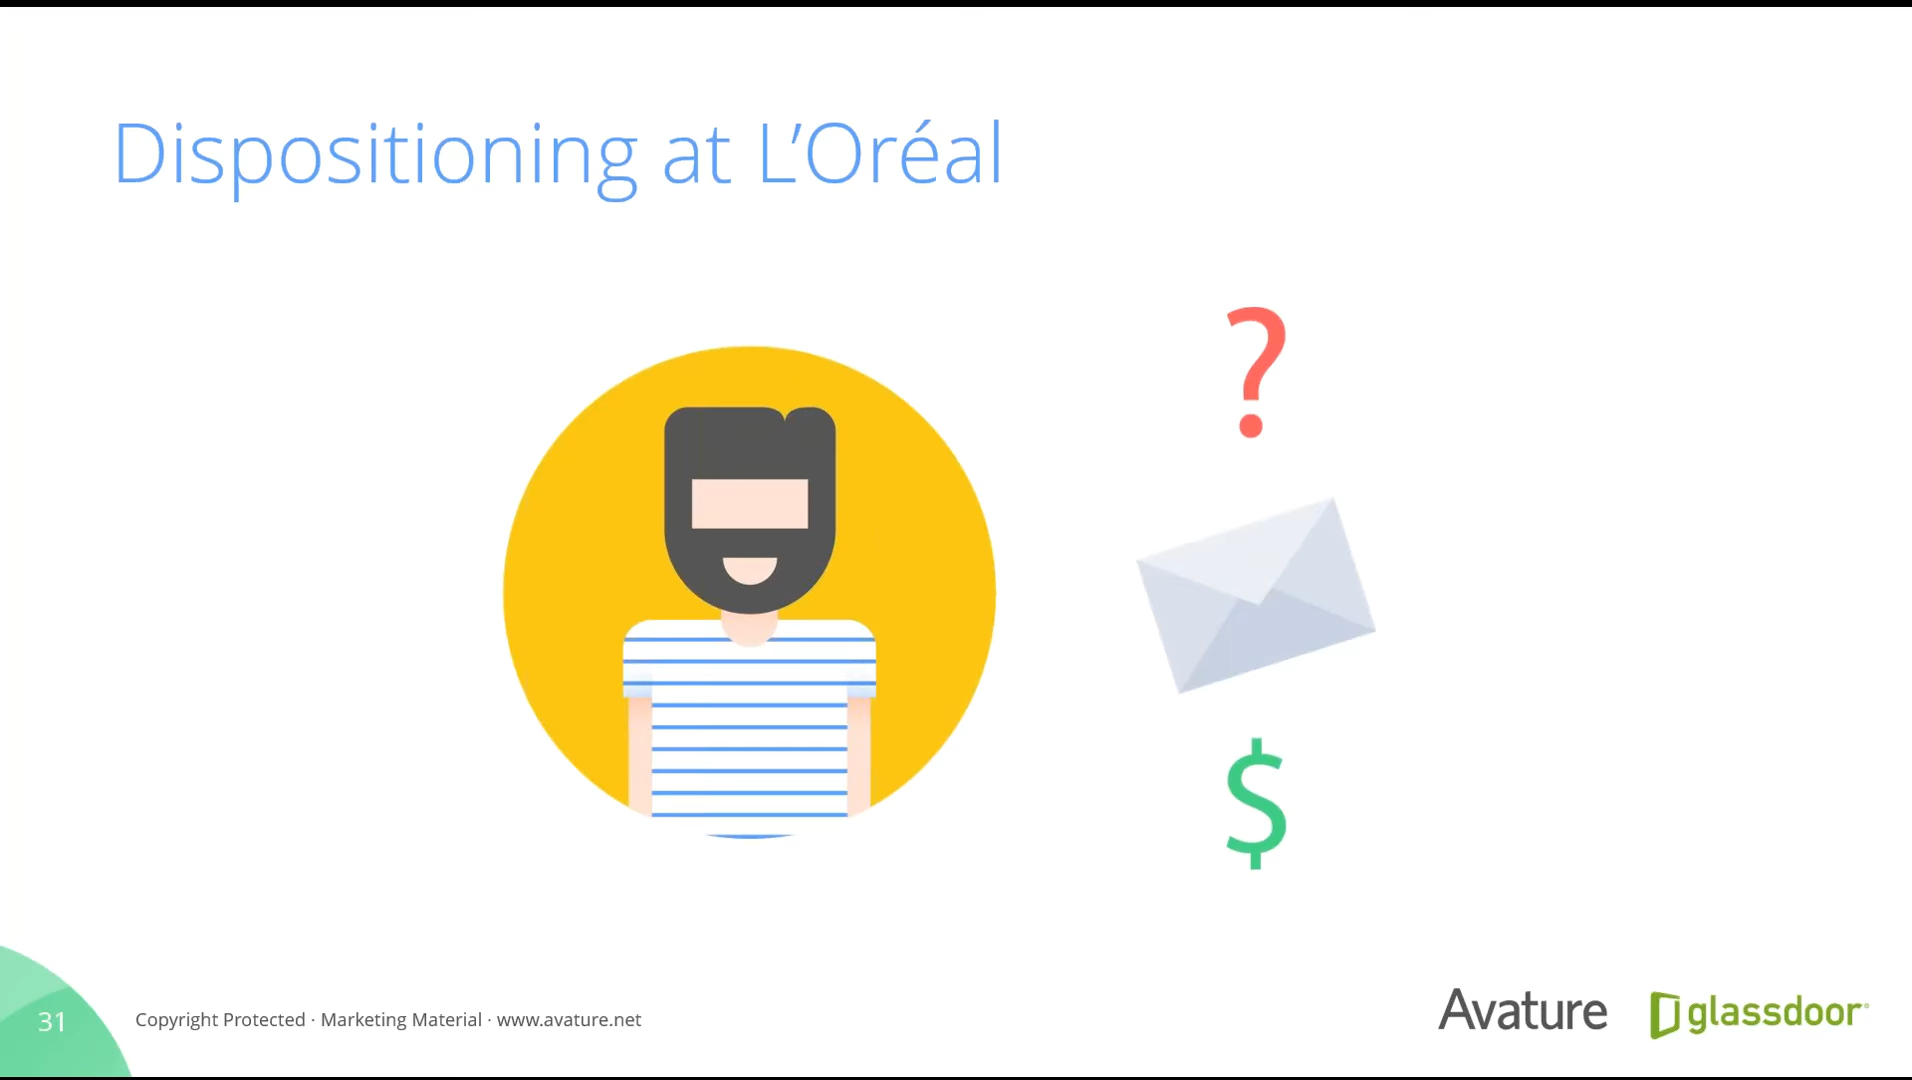 Dispositioning at L’Oréal
?
$
31
Copyright Protected · Marketing Material · www.avature.net
Avature
glassdoor